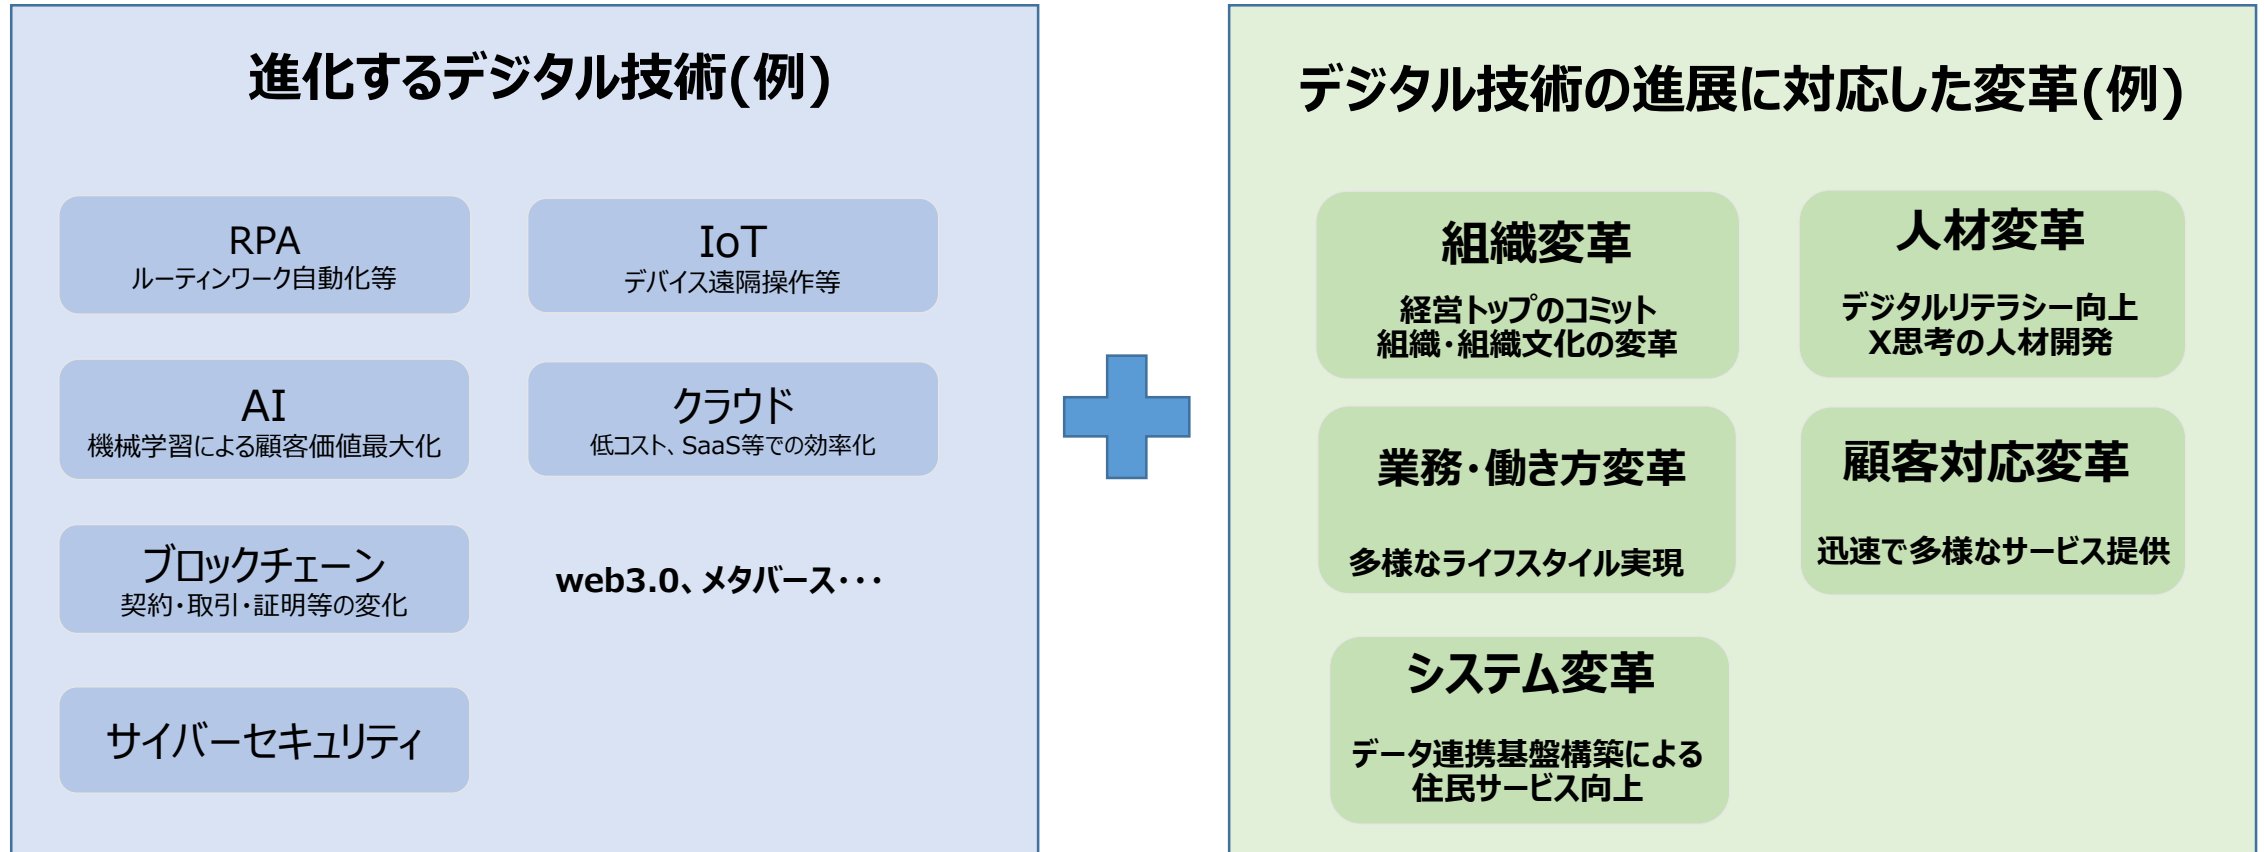 進化するデジタル技術(例)
RPA
ルーティンワーク自動化等
IoT
デバイス遠隔操作等
AI
機械学習による顧客価値最大化
クラウド
低コスト、SaaS等での効率化
ブロックチェーン
契約・取引・証明等の変化
web3.0、メタバース・・・
サイバーセキュリティ
デジタル技術の進展に対応した変革(例)
組織変革
経営トップのコミット
組織・組織文化の変革
人材変革
デジタルリテラシー向上
X思考の人材開発
業務・働き方変革
多様なライフスタイル実現
顧客対応変革
迅速で多様なサービス提供
システム変革
データ連携基盤構築による
住民サービス向上